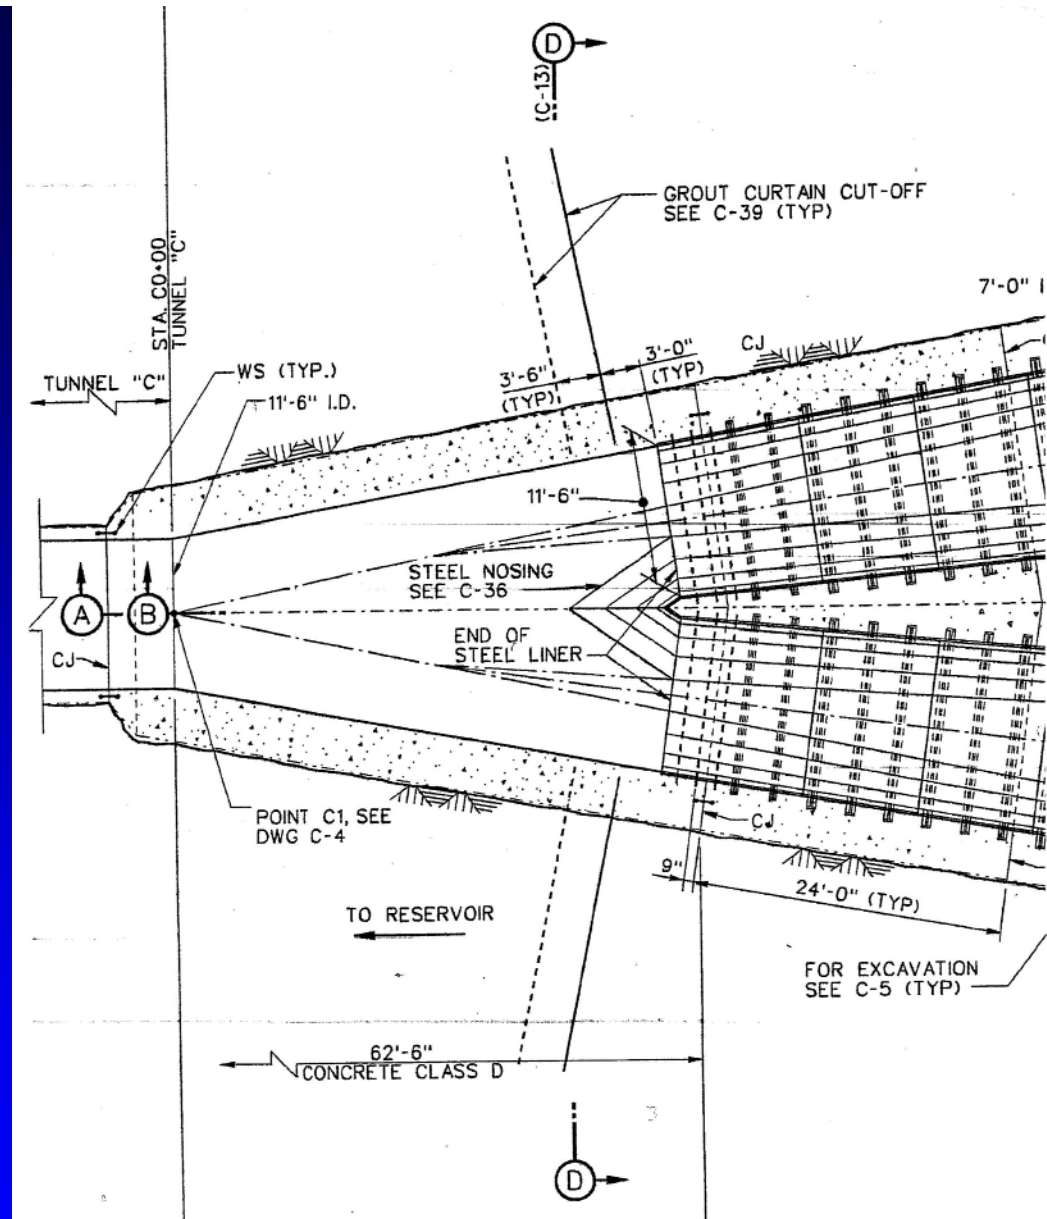 D
(C-13)
GROUT CURTAIN CUT-OFF
SEE C-39 (TYP)
STA. C0+00
TUNNEL "C"
7'-0" I
CJ
3'-0"
(TYP)
3'-6"
(TYP)
TUNNEL "C"
WS (TYP.)
11'-6" I.D.
11'-6"
STEEL NOSING
SEE C-36
A
B
END OF
STEEL LINER
CJ
POINT C1, SEE
DWG C-4
CJ
9"
24'-0" (TYP)
TO RESERVOIR
FOR EXCAVATION
SEE C-5 (TYP)
62'-6"
CONCRETE CLASS D
D